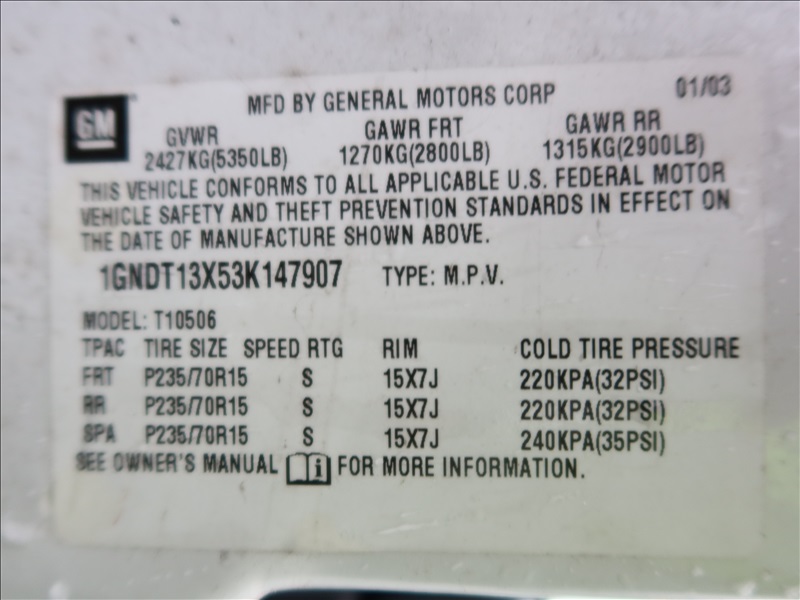 GM
MFD BY GENERAL MOTORS CORP 01/03
GVWR GAWR FRT GAWR RR
2427KG(5350LB) 1270KG(2800LB) 1315KG(2900LB)
THIS VEHICLE CONFORMS TO ALL APPLICABLE U.S. FEDERAL MOTOR
VEHICLE SAFETY AND THEFT PREVENTION STANDARDS IN EFFECT ON
THE DATE OF MANUFACTURE SHOWN ABOVE.
1GNDT13X53K147907 TYPE: M.P.V.
MODEL: T10506
TPAC TIRE SIZE SPEED RTG RIM COLD TIRE PRESSURE
FRT P235/70R15 S 15X7J 220KPA(32PSI)
RR P235/70R15 S 15X7J 220KPA(32PSI)
SPA P235/70R15 S 15X7J 240KPA(35PSI)
SEE OWNER'S MANUAL i FOR MORE INFORMATION.